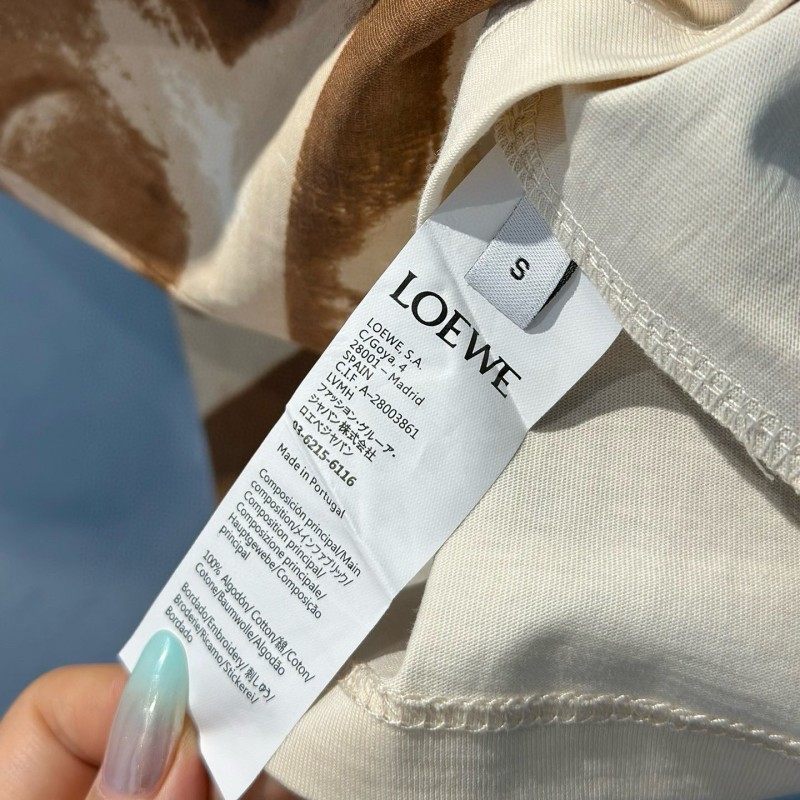 S
LOEWE
LOEWE, S.A.
C/Goya, 4
28001 – Madrid
SPAIN
C.I.F. A-28003861
LVMH
ファッション・グループ・
ジャパン株式会社
ロエベジャパン
03-6215-6116
Made in Portugal
Composición principal/Main
composition/メインファブリック/
Composition principal/
Composizione principale/
Hauptgewebe/Composição
principal
100% Algodón/ Cotton/綿/Coton/
Cotone/Baumwolle/Algodão
Bordado/Embroidery/ 刺しゅう/
Broderie/Ricamo/Stickerei/
Bordado